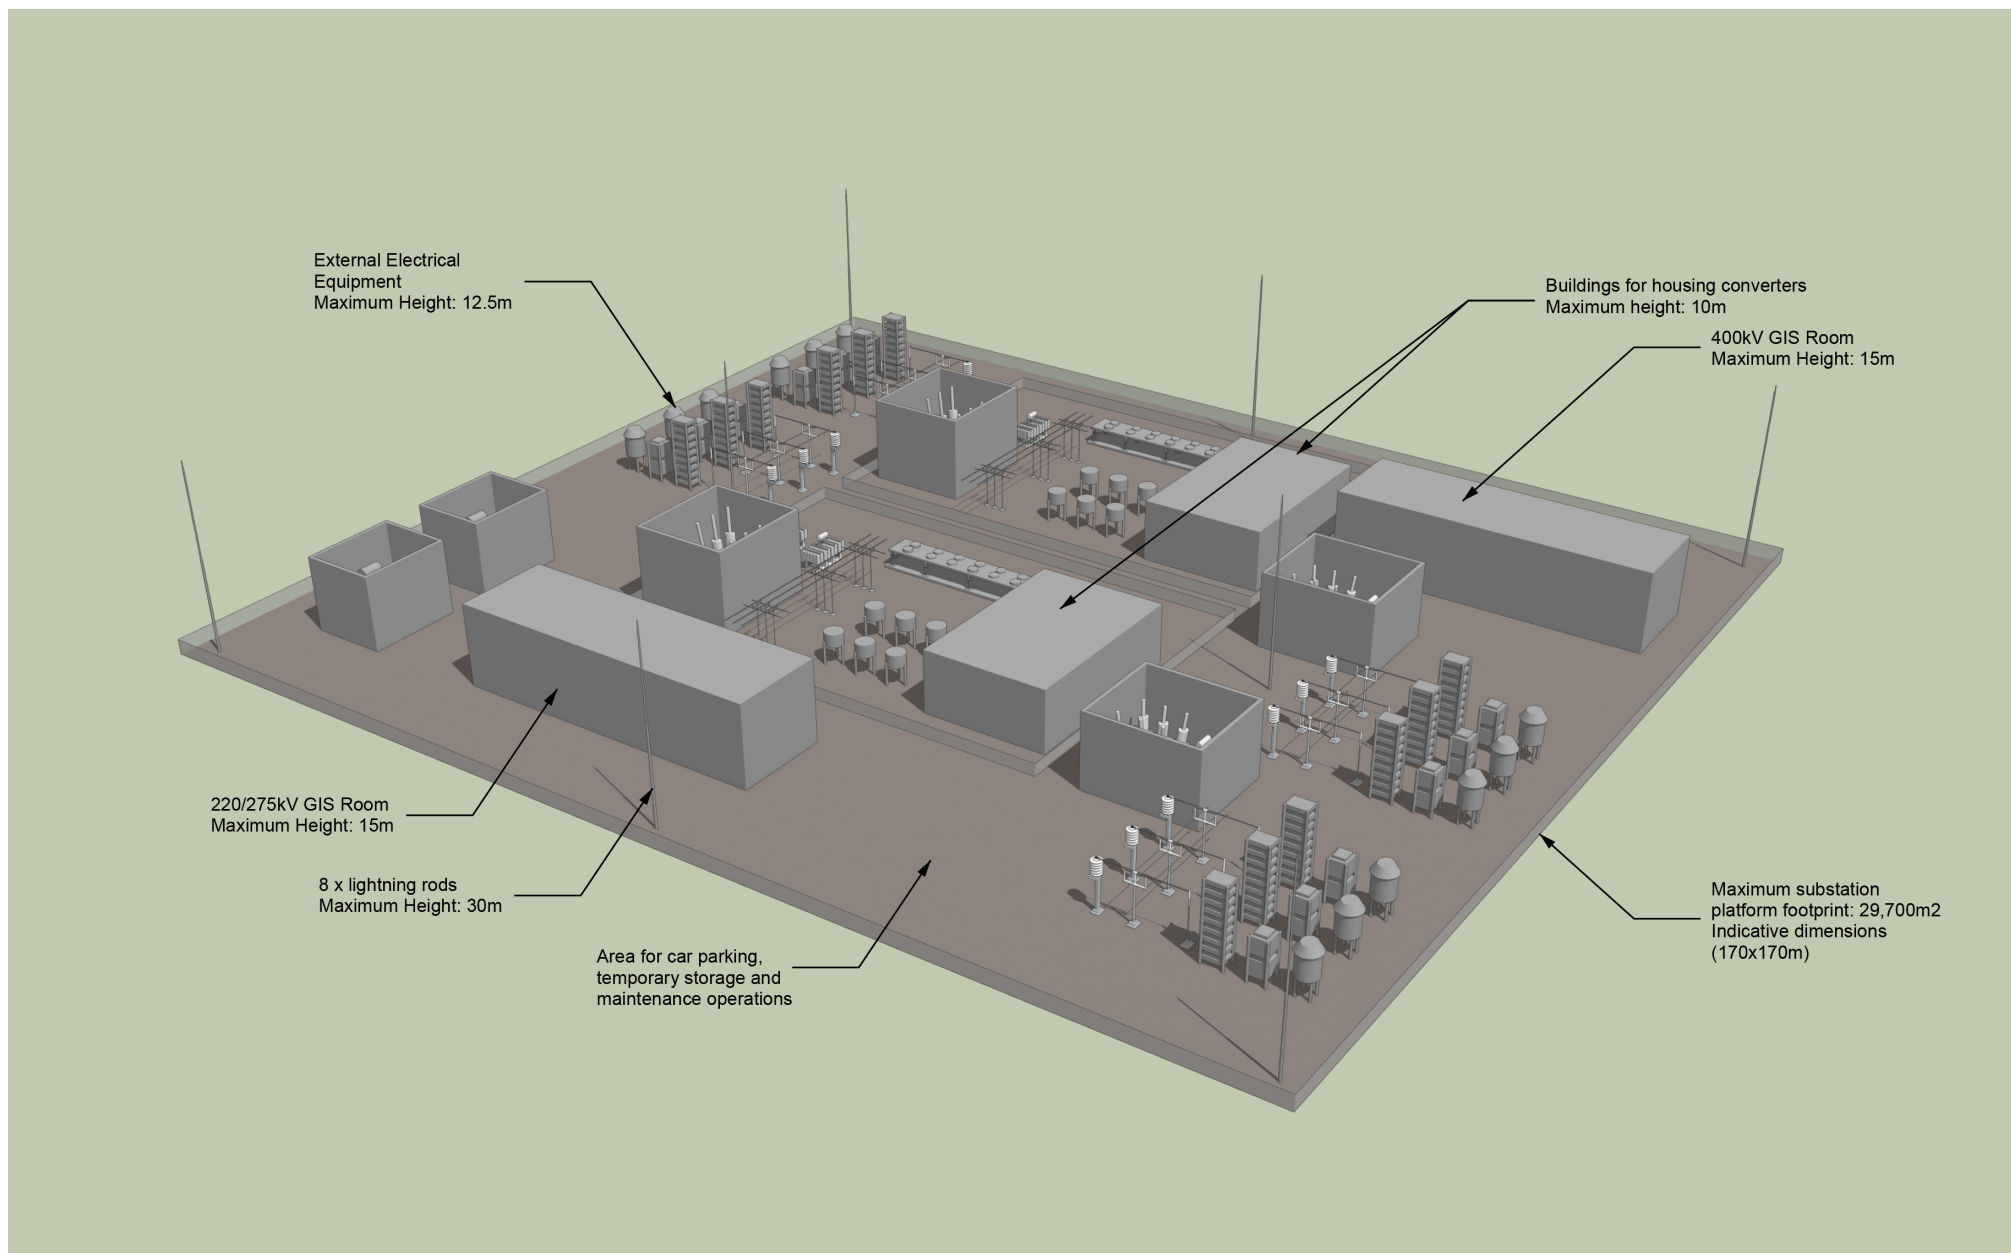 External Electrical
Equipment
Maximum Height: 12.5m
Buildings for housing converters
Maximum height: 10m
400kV GIS Room
Maximum Height: 15m
220/275kV GIS Room
Maximum Height: 15m
8 x lightning rods
Maximum Height: 30m
Area for car parking,
temporary storage and
maintenance operations
Maximum substation
platform footprint: 29,700m2
Indicative dimensions
(170x170m)